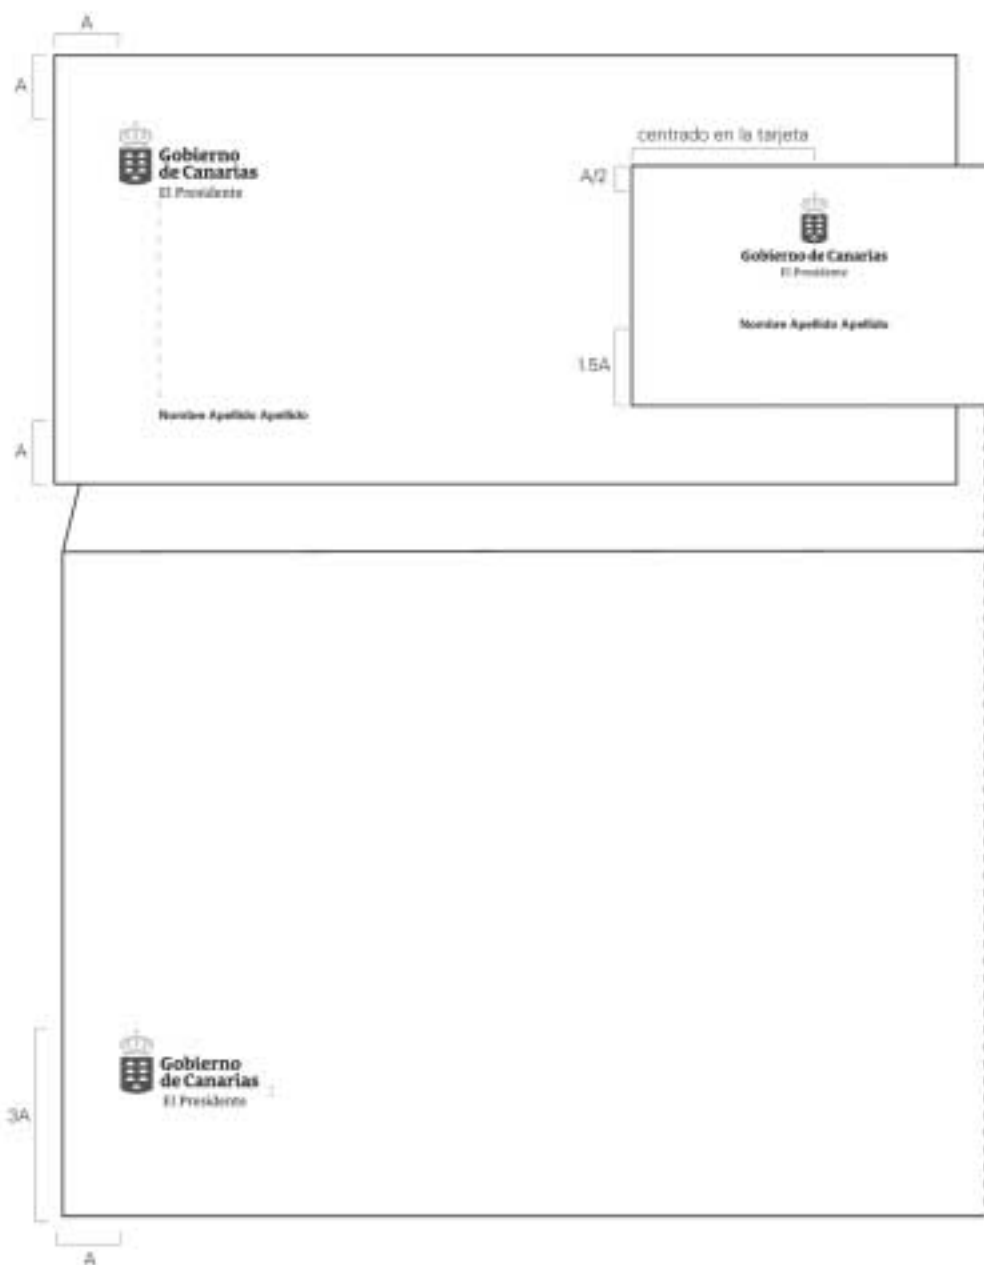 A
A
Gobierno
de Canarias
El Presidente
Nombre Apellido Apellido
A
centrado en la tarjeta
A/2
Gobierno de Canarias
El Presidente
Nombre Apellido Apellido
1.5A
Gobierno
de Canarias
El Presidente
3A
A